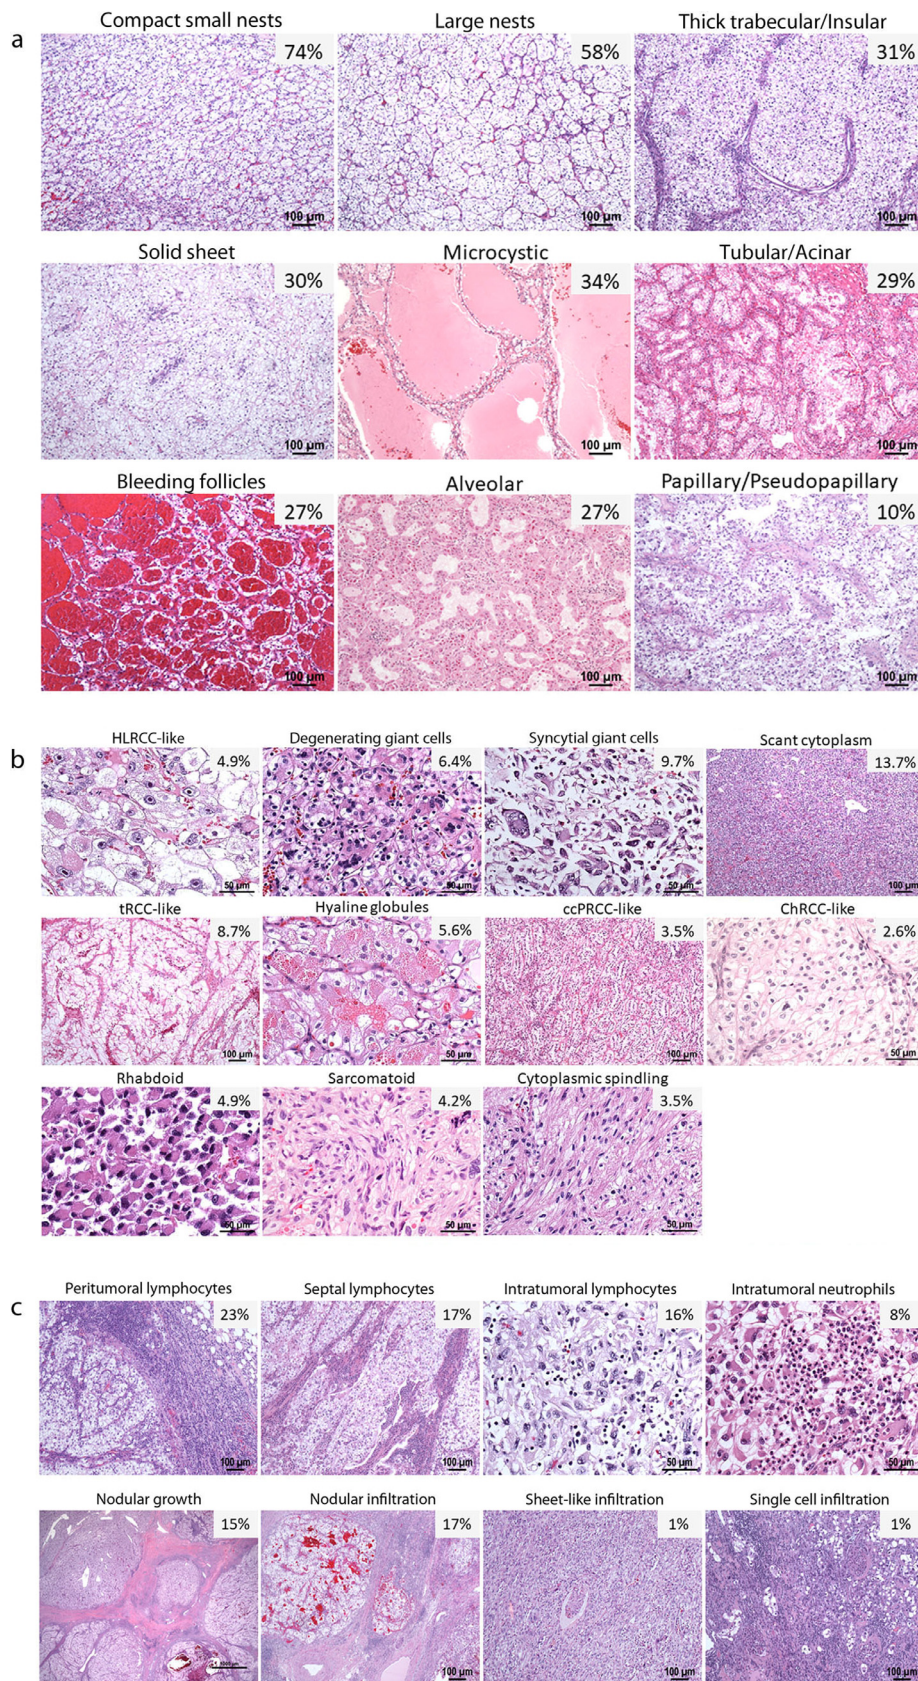 a
Compact small nests
Large nests
Thick trabecular/Insular
74%
58%
31%
100 µm
100 µm
100 µm
Solid sheet
Microcystic
Tubular/Acinar
30%
34%
29%
100 µm
100 µm
100 µm
Bleeding follicles
Alveolar
Papillary/Pseudopapillary
27%
27%
10%
100 µm
100 µm
100 µm
b
HLRCC-like
Degenerating giant cells
Syncytial giant cells
Scant cytoplasm
4.9%
6.4%
9.7%
13.7%
50 µm
50 µm
50 µm
100 µm
tRCC-like
Hyaline globules
ccPRCC-like
ChRCC-like
8.7%
5.6%
3.5%
2.6%
100 µm
50 µm
100 µm
50 µm
Rhabdoid
Sarcomatoid
Cytoplasmic spindling
4.9%
4.2%
3.5%
50 µm
50 µm
50 µm
c
Peritumoral lymphocytes
Septal lymphocytes
Intratumoral lymphocytes
Intratumoral neutrophils
23%
17%
16%
8%
100 µm
100 µm
50 µm
50 µm
Nodular growth
Nodular infiltration
Sheet-like infiltration
Single cell infiltration
15%
17%
1%
1%
100 µm
100 µm
100 µm